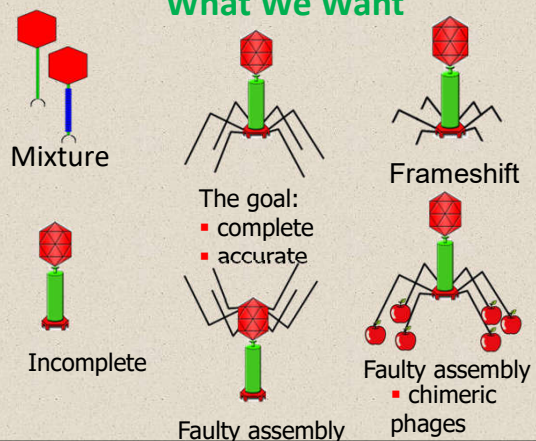 What We Want
Mixture
The goal:
▪ complete
▪ accurate
Frameshift
Incomplete
Faulty assembly
Faulty assembly
▪ chimeric
phages